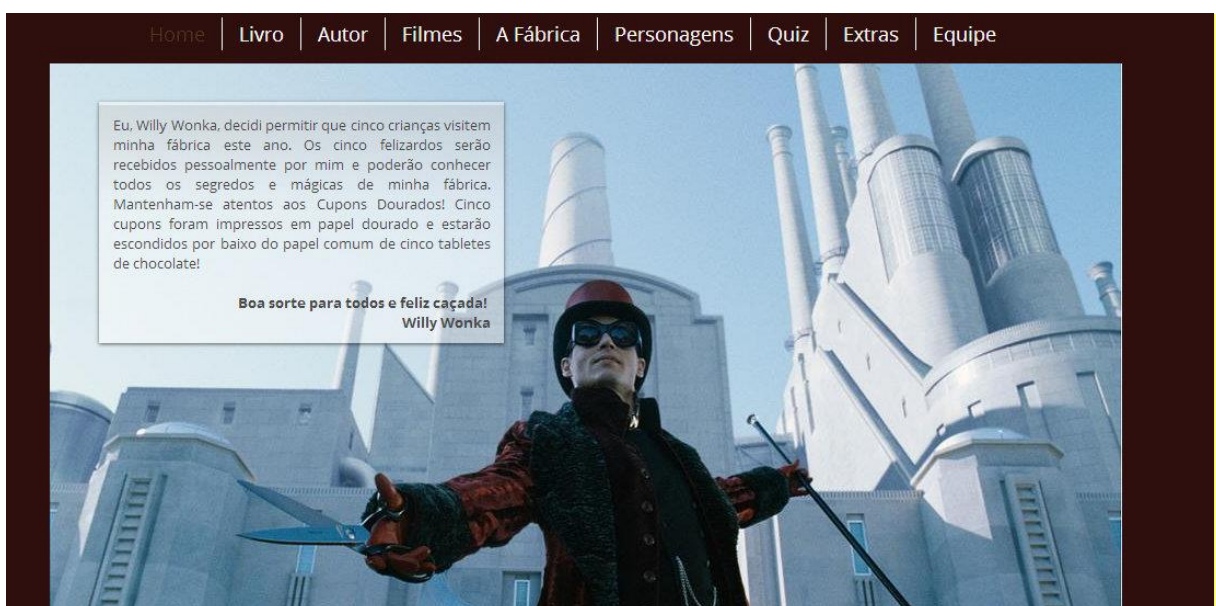 Home Livro Autor Filmes A Fábrica Personagens Quiz Extras Equipe
Eu, Willy Wonka, decidi permitir que cinco crianças visitem
minha fábrica este ano. Os cinco felizardos serão
recebidos pessoalmente por mim e poderão conhecer
todos os segredos e mágicas de minha fábrica.
Mantenham-se atentos aos Cupons Dourados! Cinco
cupons foram impressos em papel dourado e estarão
escondidos por baixo do papel comum de cinco tabletes
de chocolate!
Boa sorte para todos e feliz caçada!
Willy Wonka